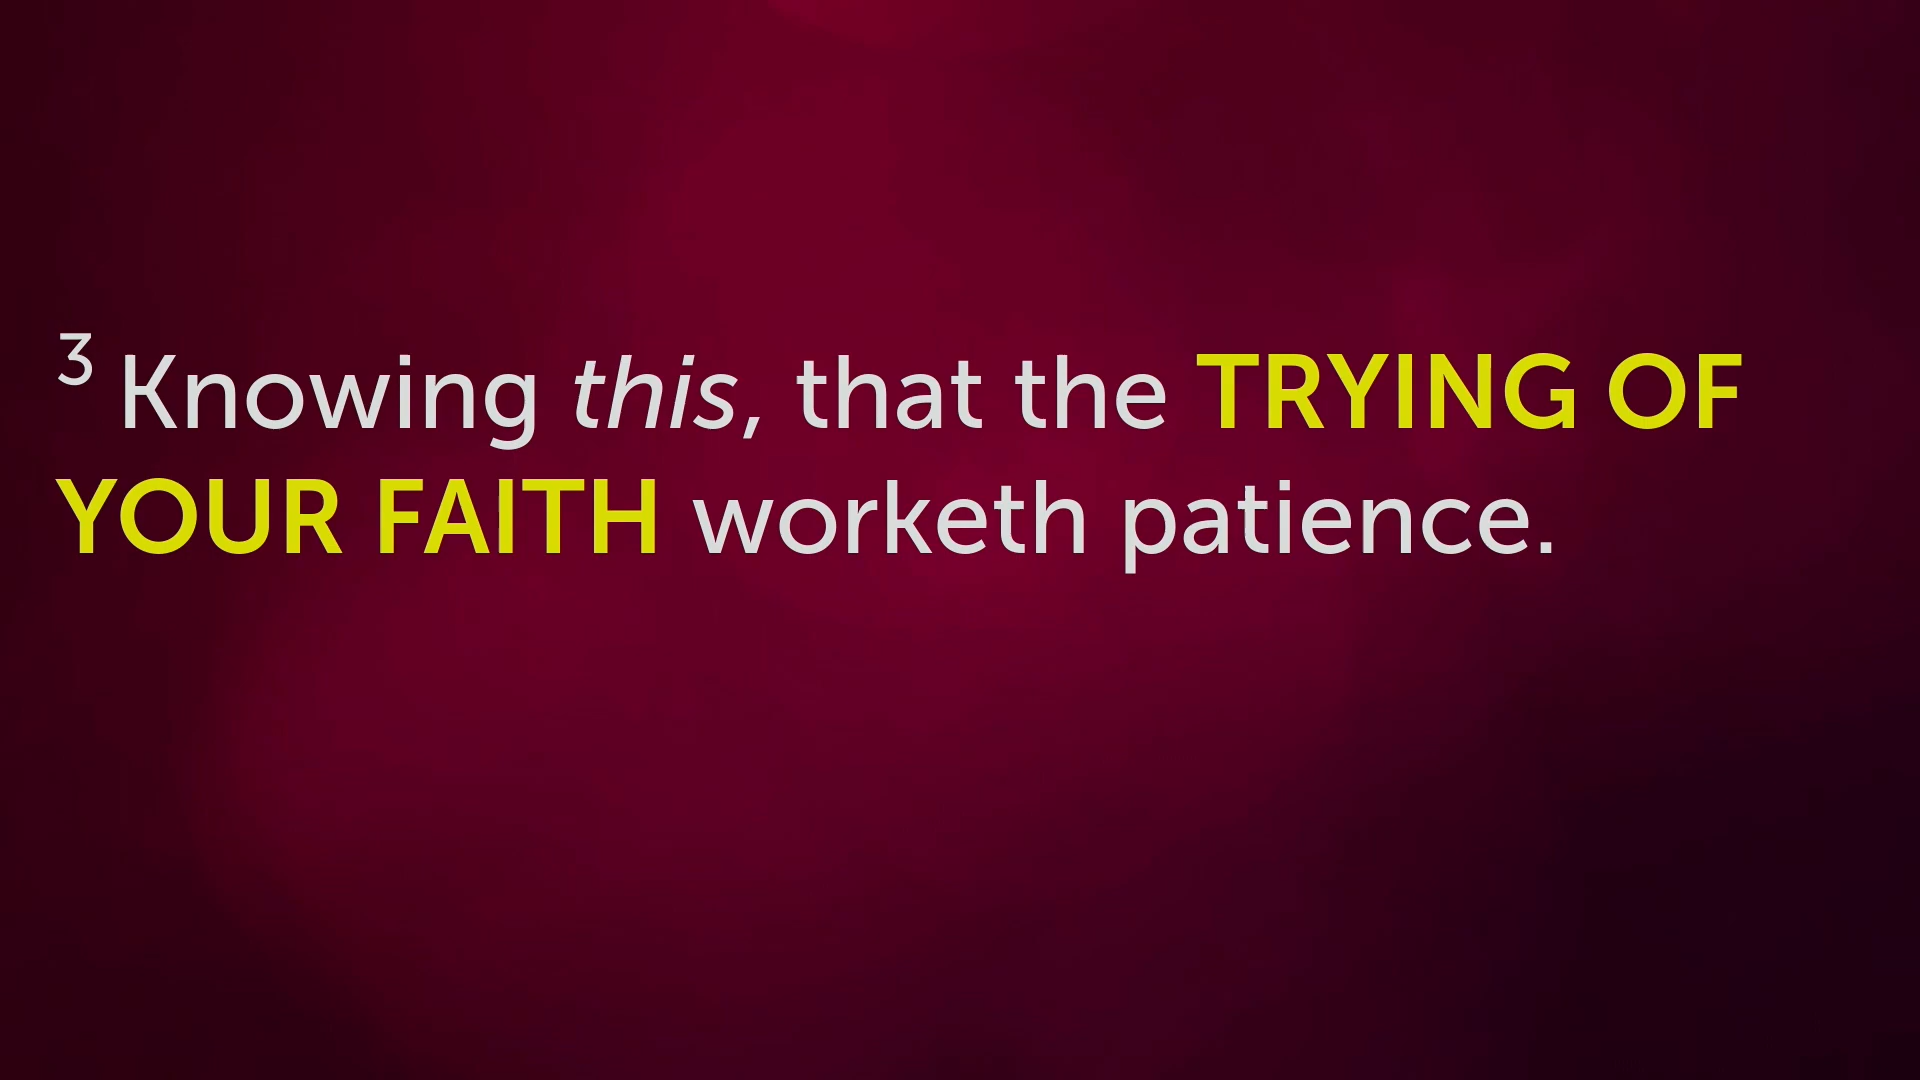 3 Knowing this, that the TRYING OF
YOUR FAITH worketh patience.